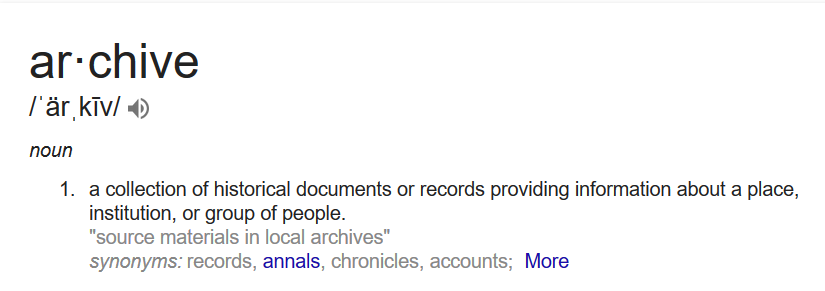 ar·chive
/ˈärˌkīv/
noun
1. a collection of historical documents or records providing information about a place,
institution, or group of people.
"source materials in local archives"
synonyms: records, annals, chronicles, accounts; More